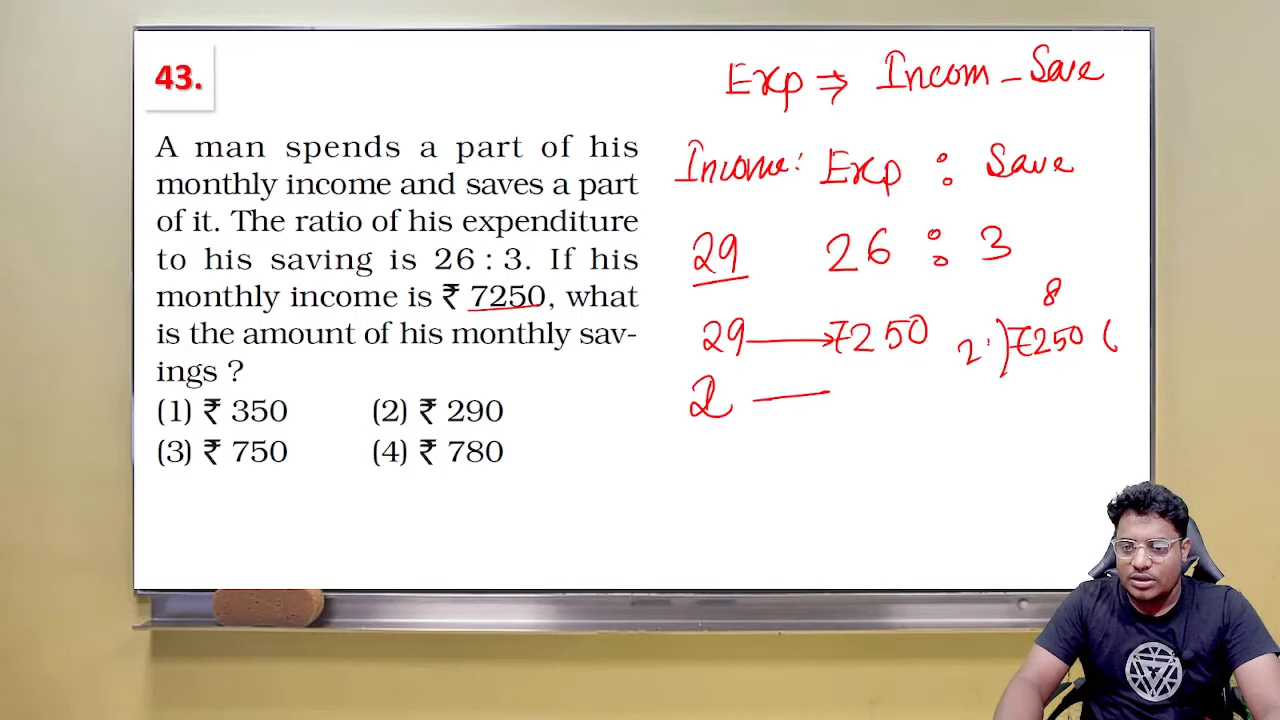 43.
A man spends a part of his
monthly income and saves a part
of it. The ratio of his expenditure
to his saving is 26 : 3. If his
monthly income is ₹ 7250, what
is the amount of his monthly sav-
ings ?
(1) ₹ 350 (2) ₹ 290
(3) ₹ 750 (4) ₹ 780
Exp ⇒ Incom - Save
Income : Exp : Save
29 26 : 3
8
29 → 7250 2 ) 7250 (
2 —